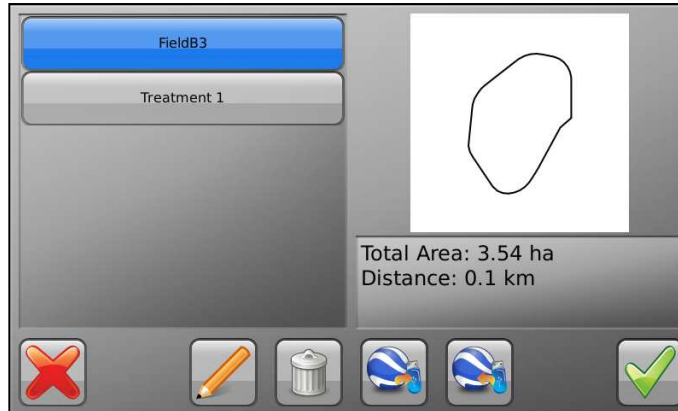 FieldB3
Treatment 1
Total Area: 3.54 ha
Distance: 0.1 km